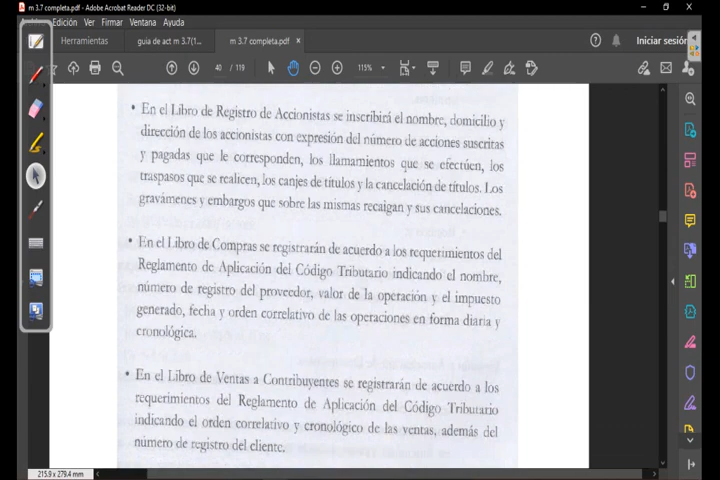 m 3.7 completa.pdf - Adobe Acrobat Reader DC (32-bit)
Edición Ver Firmar Ventana Ayuda
Herramientas guia de act m 3.7(1... m 3.7 completa.pdf × Iniciar sesión
40 / 119 115%
• En el Libro de Registro de Accionistas se inscribirá el nombre, domicilio y
dirección de los accionistas con expresión del número de acciones suscritas
y pagadas que le corresponden, los llamamientos que se efectúen, los
traspasos que se realicen, los canjes de títulos y la cancelación de títulos. Los
gravámenes y embargos que sobre las mismas recaigan y sus cancelaciones.
• En el Libro de Compras se registrarán de acuerdo a los requerimientos del
Reglamento de Aplicación del Código Tributario indicando el nombre,
número de registro del proveedor, valor de la operación y el impuesto
generado, fecha y orden correlativo de las operaciones en forma diaria y
cronológica.
• En el Libro de Ventas a Contribuyentes se registrarán de acuerdo a los
requerimientos del Reglamento de Aplicación del Código Tributario
indicando el orden correlativo y cronológico de las ventas, además del
número de registro del cliente.
215.9 x 279.4 mm